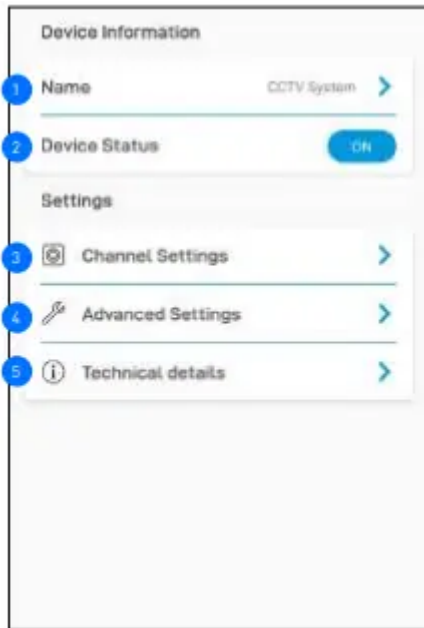 Device Information
1 Name CCTV System
2 Device Status ON
Settings
3 Channel Settings
4 Advanced Settings
5 Technical details